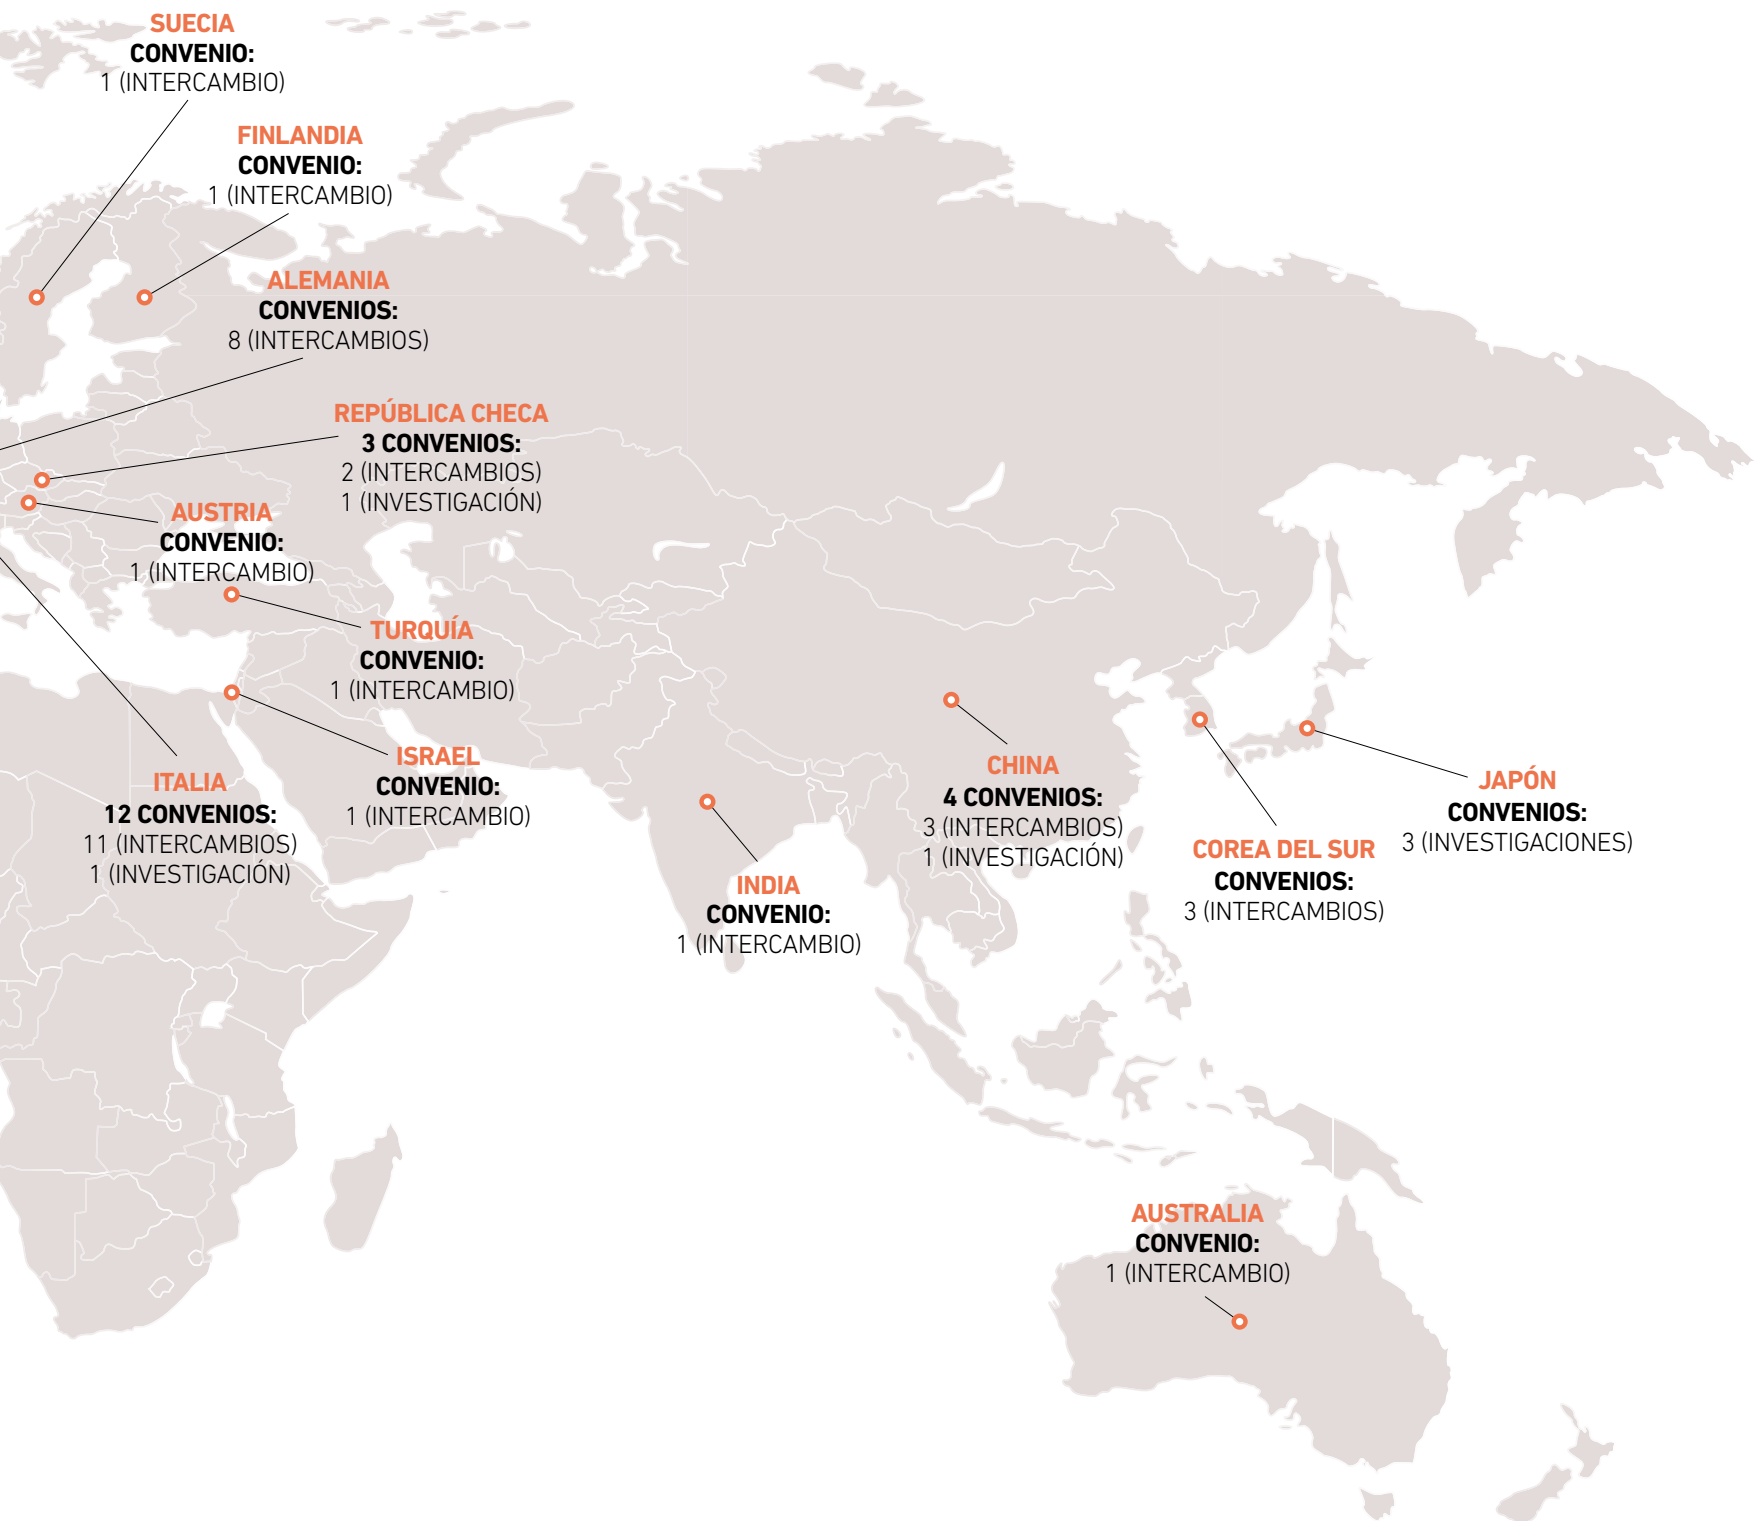 SUECIA
CONVENIO:
1 (INTERCAMBIO)
FINLANDIA
CONVENIO:
1 (INTERCAMBIO)
ALEMANIA
CONVENIOS:
8 (INTERCAMBIOS)
REPÚBLICA CHECA
3 CONVENIOS:
2 (INTERCAMBIOS)
1 (INVESTIGACIÓN)
AUSTRIA
CONVENIO:
1 (INTERCAMBIO)
TURQUÍA
CONVENIO:
1 (INTERCAMBIO)
ISRAEL
CONVENIO:
1 (INTERCAMBIO)
ITALIA
12 CONVENIOS:
11 (INTERCAMBIOS)
1 (INVESTIGACIÓN)
INDIA
CONVENIO:
1 (INTERCAMBIO)
CHINA
4 CONVENIOS:
3 (INTERCAMBIOS)
1 (INVESTIGACIÓN)
COREA DEL SUR
CONVENIOS:
3 (INTERCAMBIOS)
JAPÓN
CONVENIOS:
3 (INVESTIGACIONES)
AUSTRALIA
CONVENIO:
1 (INTERCAMBIO)